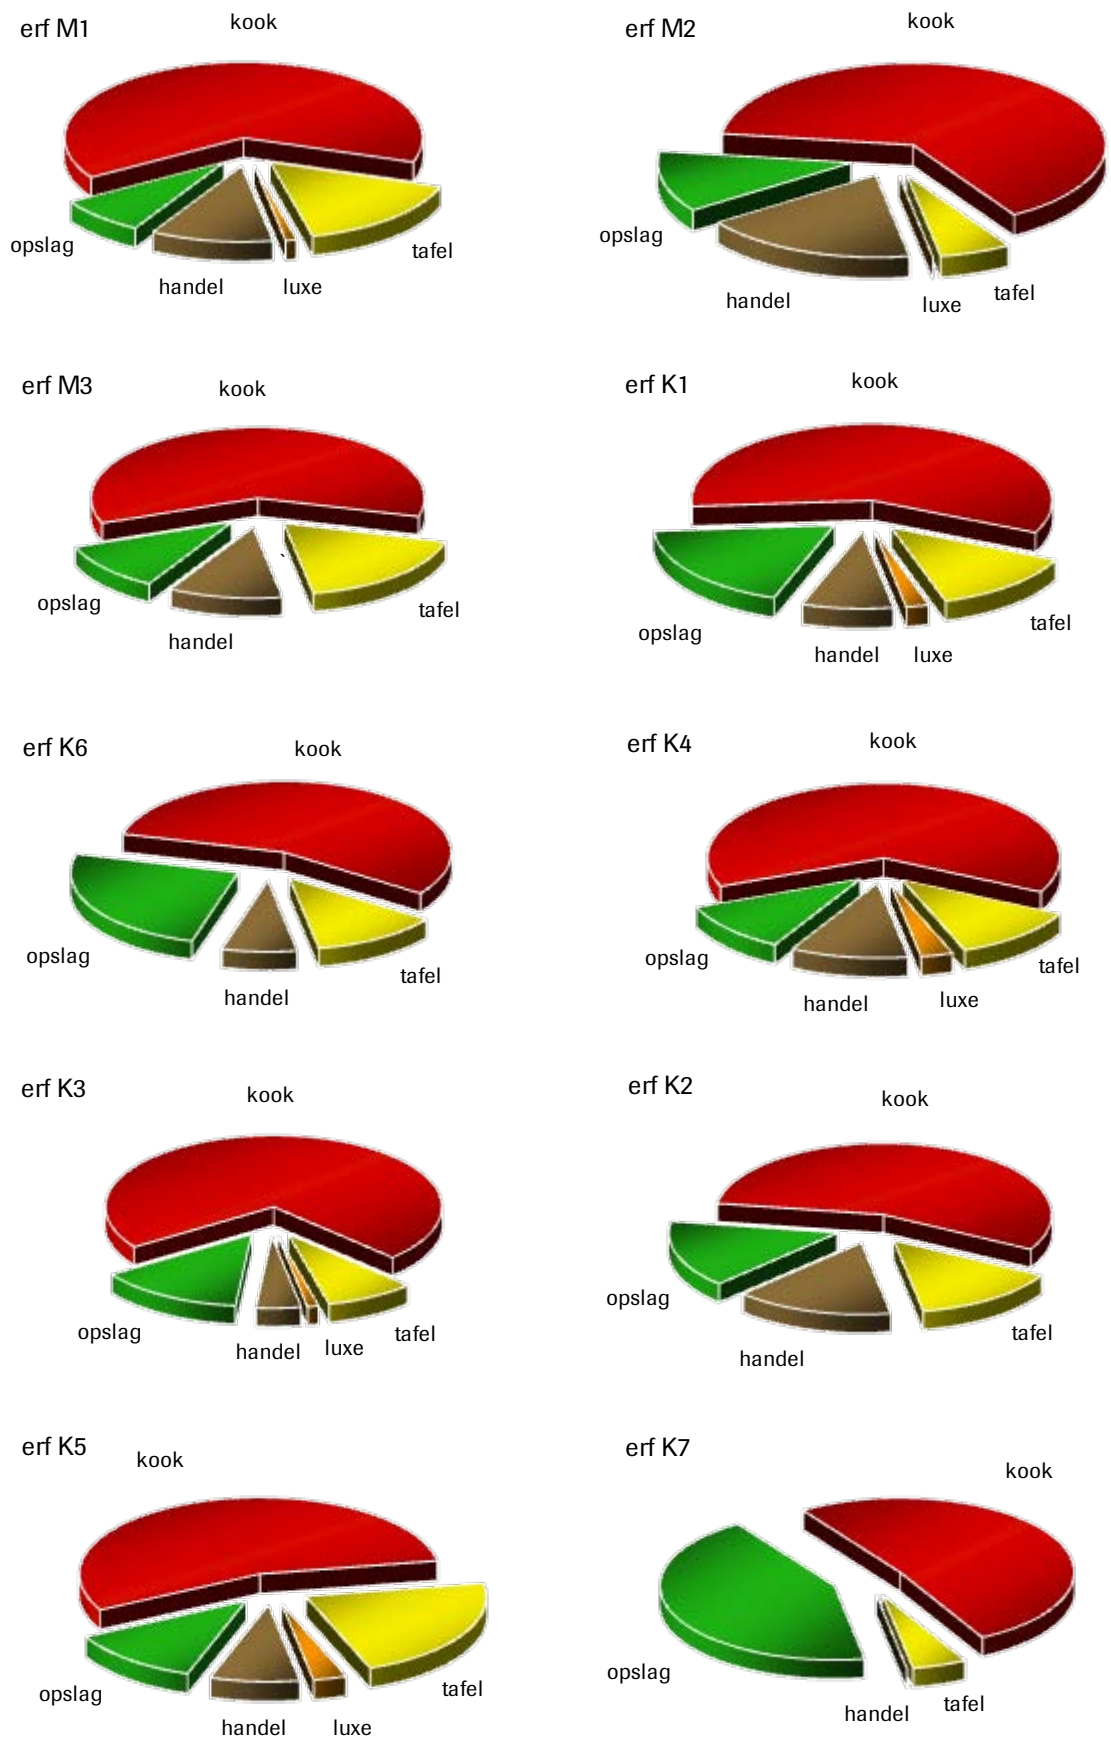 erf M1
kook
opslag
handel
luxe
tafel
erf M2
kook
opslag
handel
luxe
tafel
erf M3
kook
opslag
handel
tafel
erf K1
kook
opslag
handel
luxe
tafel
erf K6
kook
opslag
handel
tafel
erf K4
kook
opslag
handel
luxe
tafel
erf K3
kook
opslag
handel
luxe
tafel
erf K2
kook
opslag
handel
tafel
erf K5
kook
opslag
handel
luxe
tafel
erf K7
kook
opslag
handel
tafel